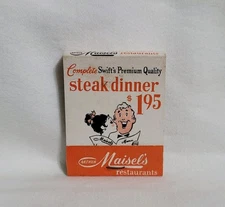 Complete Swift's Premium Quality
steak dinner
$1.95
Maisel's
restaurants